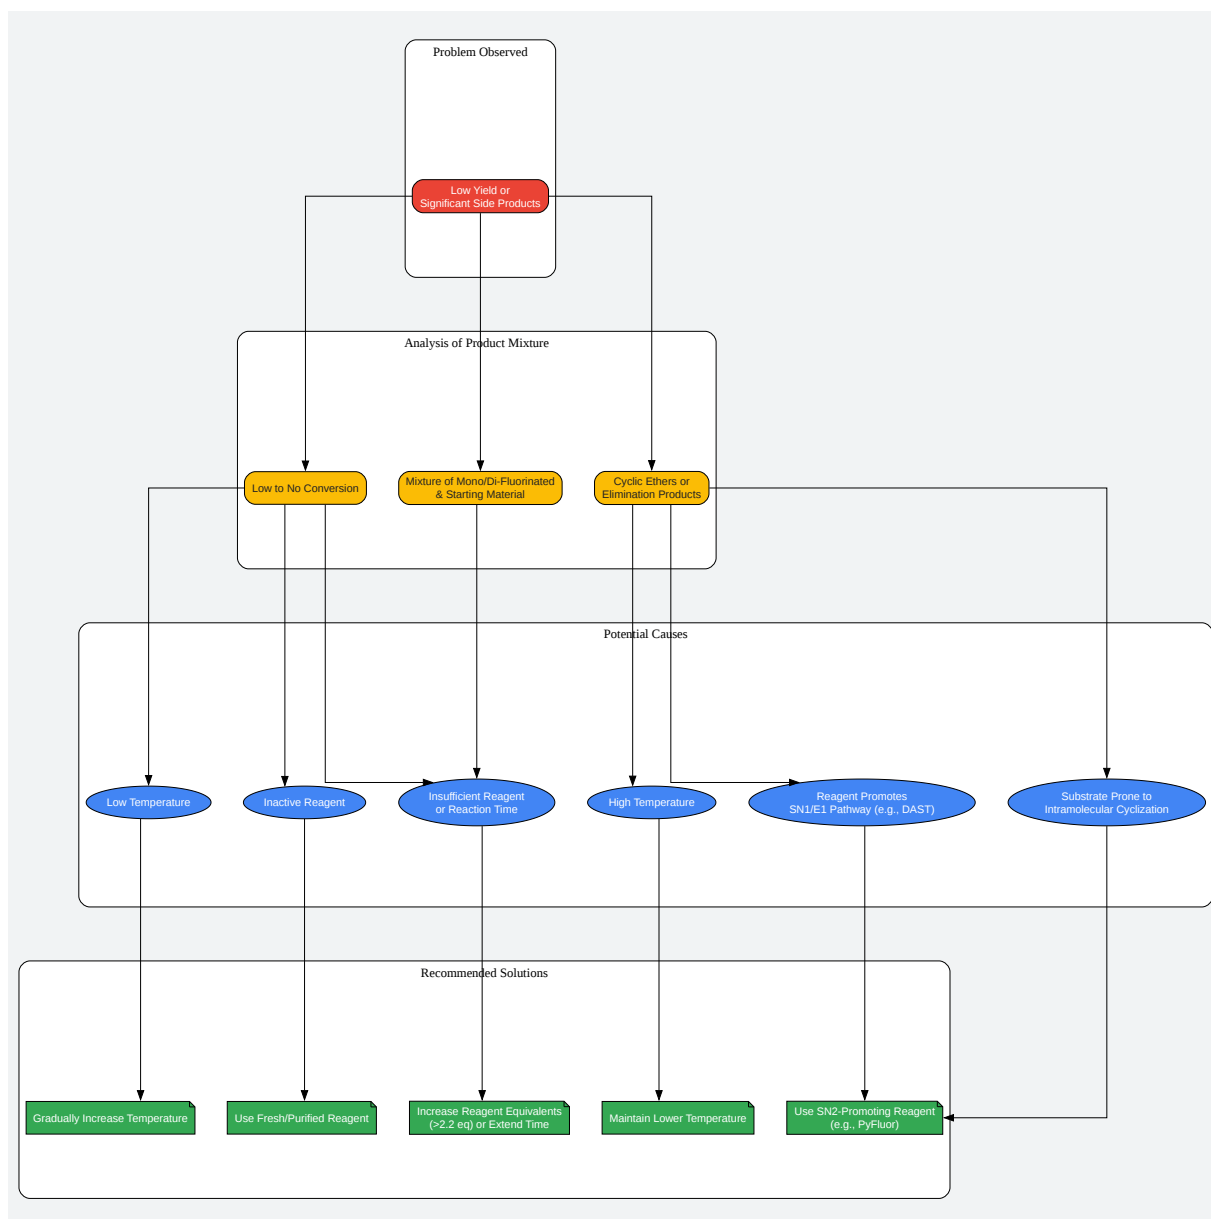 Problem Observed
Low Yield or
Significant Side Products
Analysis of Product Mixture
Low to No Conversion
Mixture of Mono/Di-Fluorinated
& Starting Material
Cyclic Ethers or
Elimination Products
Potential Causes
Low Temperature
Inactive Reagent
Insufficient Reagent
or Reaction Time
High Temperature
Reagent Promotes
SN1/E1 Pathway (e.g., DAST)
Substrate Prone to
Intramolecular Cyclization
Recommended Solutions
Gradually Increase Temperature
Use Fresh/Purified Reagent
Increase Reagent Equivalents
(>2.2 eq) or Extend Time
Maintain Lower Temperature
Use SN2-Promoting Reagent
(e.g., PyFluor)